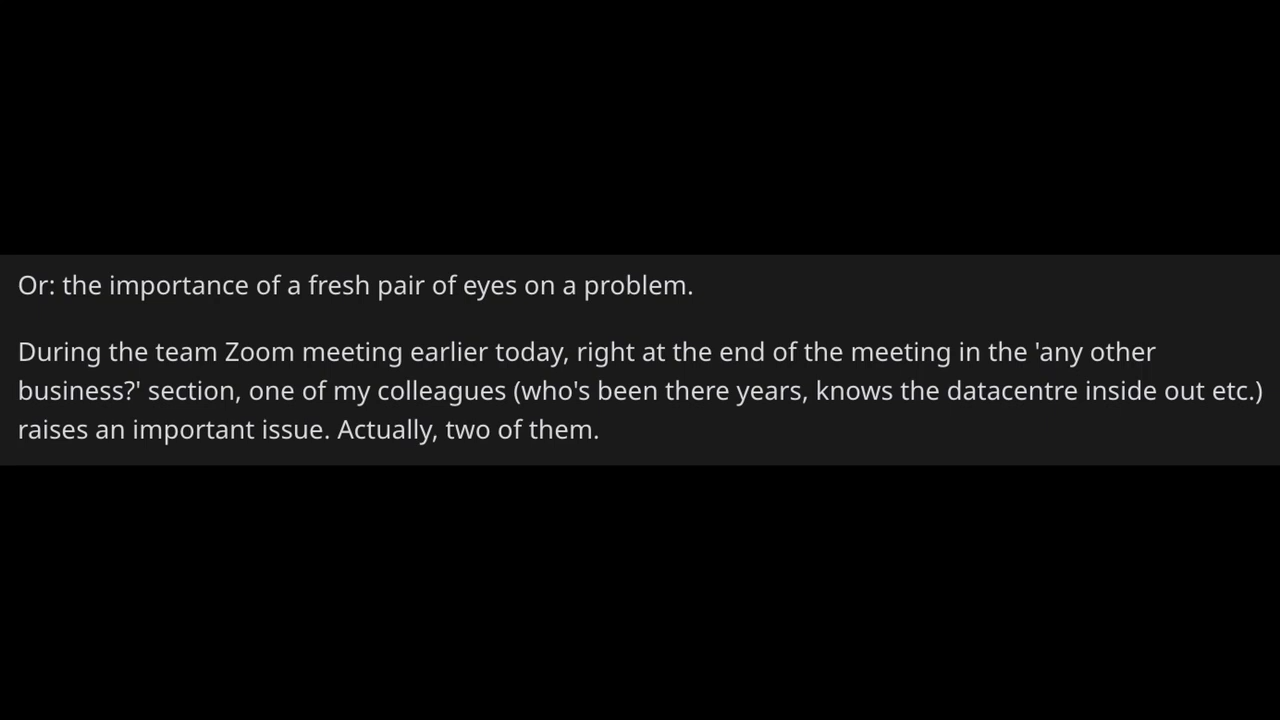 Or: the importance of a fresh pair of eyes on a problem.
During the team Zoom meeting earlier today, right at the end of the meeting in the 'any other
business?' section, one of my colleagues (who's been there years, knows the datacentre inside out etc.)
raises an important issue. Actually, two of them.